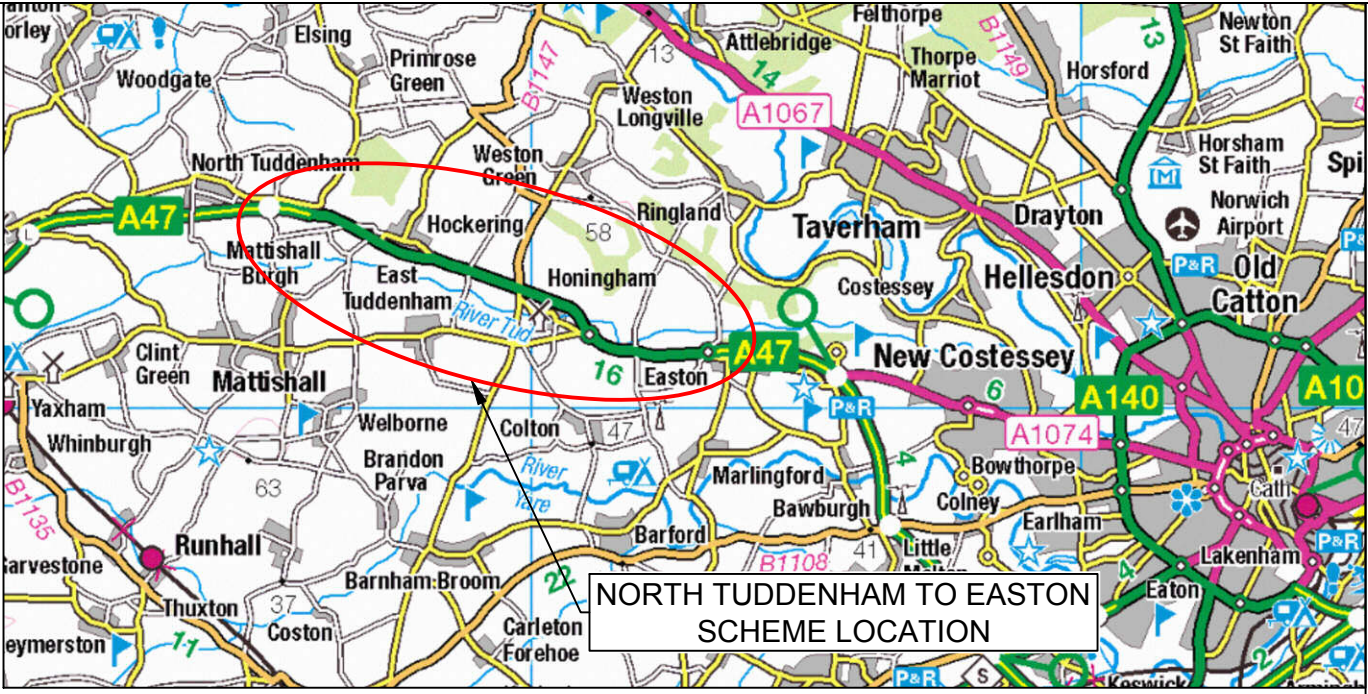 orley
Elsing
Primrose
Green
B1147
13
Attlebridge
14
Felthorpe
Thorpe
Marriot
B1149
Horsford
13
Newton
St Faith
Woodgate
Weston
Longville
A1067
Horsham
St Faith
North Tuddenham
Weston
Green
Ringland
58
Taverham
Drayton
Norwich
Airport
A47
Hockering
Mattishall
Burgh
East
Tuddenham
Honingham
River Tud
Costessey
Hellesdon
P&R
Old
Catton
L
Clint
Green
Mattishall
16
Easton
A47
New Costessey
P&R
6
A140
A10
Yaxham
Whinburgh
Welborne
Colton
47
A1074
47
Brandon
Parva
River
Yare
Marlingford
4
Bowthorpe
Cath
B1135
63
Bawburgh
Colney
Earlham
Runhall
Barford
B1108
41
Little
Lakenham
P&R
Barnham Broom
22
NORTH TUDDENHAM TO EASTON
SCHEME LOCATION
4
Eaton
Thuxton
37
Coston
11
Carleton
Forehoe
eymerston
P&R
S
Keswick
2